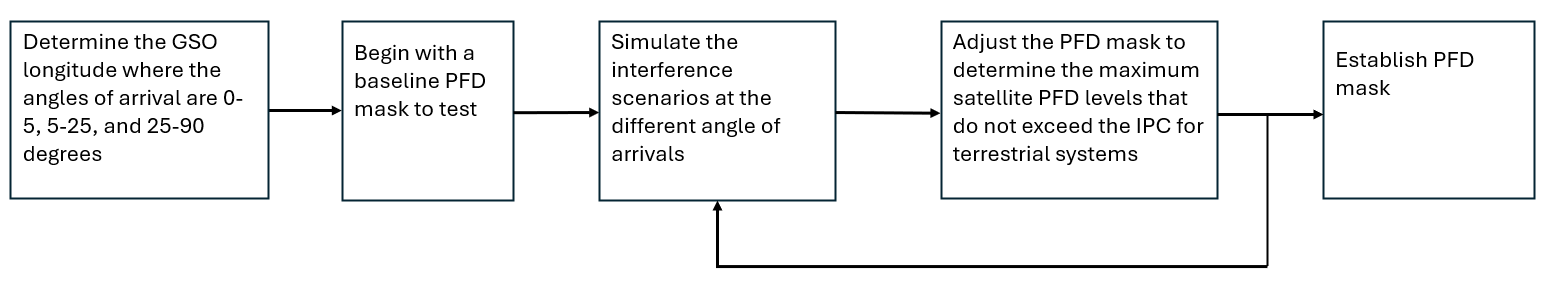 Determine the GSO
longitude where the
angles of arrival are 0-
5, 5-25, and 25-90
degrees
Begin with a
baseline PFD
mask to test
Simulate the
interference
scenarios at the
different angle of
arrivals
Adjust the PFD mask to
determine the maximum
satellite PFD levels that
do not exceed the IPC for
terrestrial systems
Establish PFD
mask